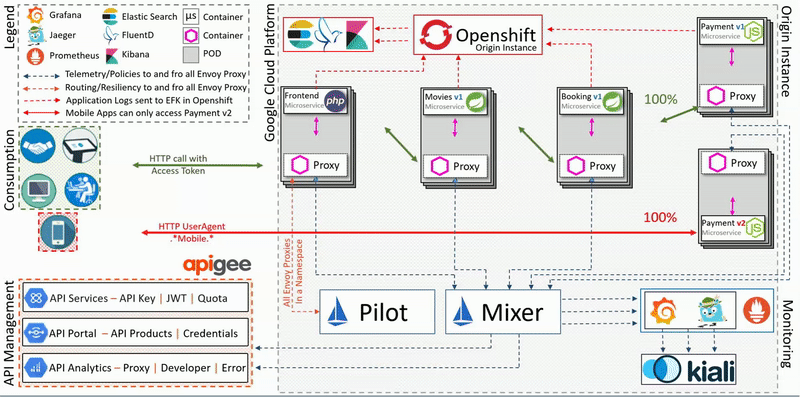 Legend
Grafana
Jaeger
Prometheus
Elastic Search
FluentD
Kibana
μs
Container
Container
POD
Telemetry/Policies to and fro all Envoy Proxy
Routing/Resiliency to and fro all Envoy Proxy
Application Logs sent to EFK in Openshift
Mobile Apps can only access Payment v2
Google Cloud Platform
Openshift
Origin Instance
Origin Instance
Payment v1
Microservice
JS
Proxy
Frontend
Microservice
php
Proxy
Movies v1
Microservice
Proxy
Booking v1
Microservice
Proxy
100%
Proxy
Payment v2
Microservice
JS
Consumption
HTTP call with
Access Token
HTTP UserAgent
.*Mobile.*
100%
apigee
API Management
API Services – API Key | JWT | Quota
API Portal – API Products | Credentials
API Analytics – Proxy | Developer | Error
All Envoy Proxies
in a Namespace
Pilot
Mixer
Monitoring
kiali